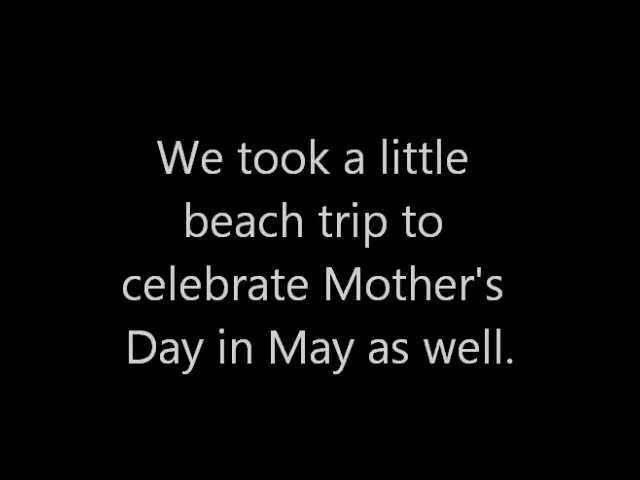 We took a little
beach trip to
celebrate Mother's
Day in May as well.